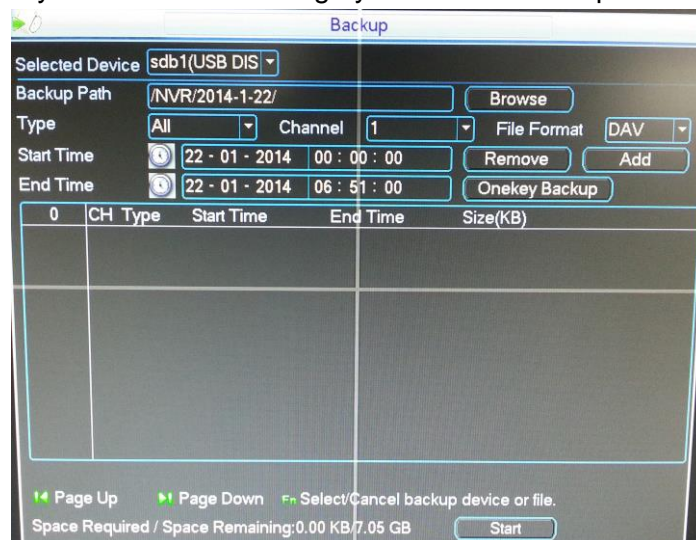 Backup
Selected Device sdb1(USB DIS
Backup Path /NVR/2014-1-22/ Browse
Type All Channel 1 File Format DAV
Start Time 22 - 01 - 2014 00 : 00 : 00 Remove Add
End Time 22 - 01 - 2014 06 : 51 : 00 Onekey Backup
0 CH Type Start Time End Time Size(KB)
Page Up Page Down Fn Select/Cancel backup device or file.
Space Required / Space Remaining:0.00 KB/7.05 GB Start